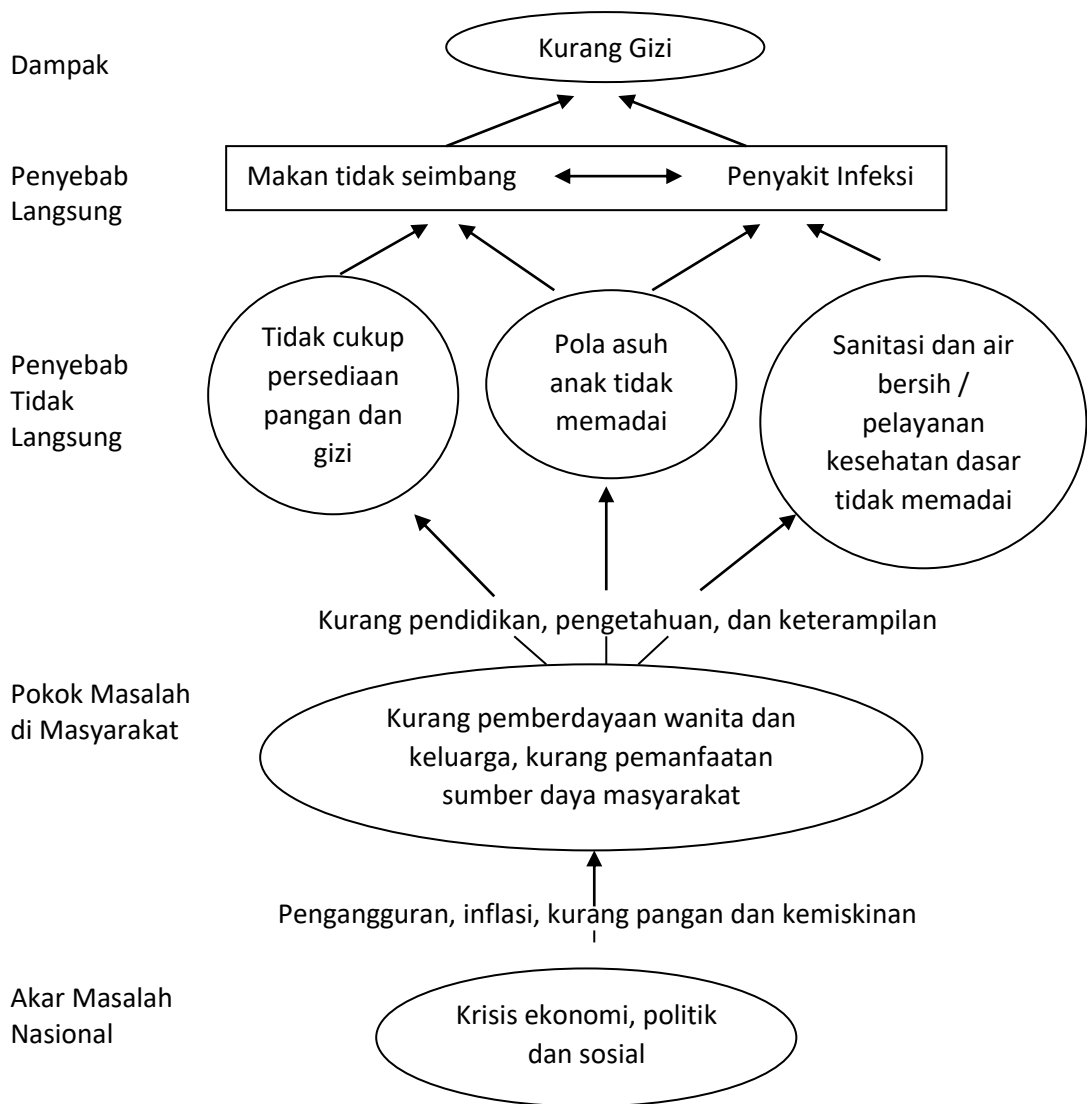 Kurang Gizi
Dampak
Penyebab
Langsung
Makan tidak seimbang
Penyakit Infeksi
Penyebab
Tidak
Langsung
Tidak cukup
persediaan
pangan dan
gizi
Pola asuh
anak tidak
memadai
Sanitasi dan air
bersih /
pelayanan
kesehatan dasar
tidak memadai
Kurang pendidikan, pengetahuan, dan keterampilan
Pokok Masalah
di Masyarakat
Kurang pemberdayaan wanita dan
keluarga, kurang pemanfaatan
sumber daya masyarakat
Pengangguran, inflasi, kurang pangan dan kemiskinan
Akar Masalah
Nasional
Krisis ekonomi, politik
dan sosial